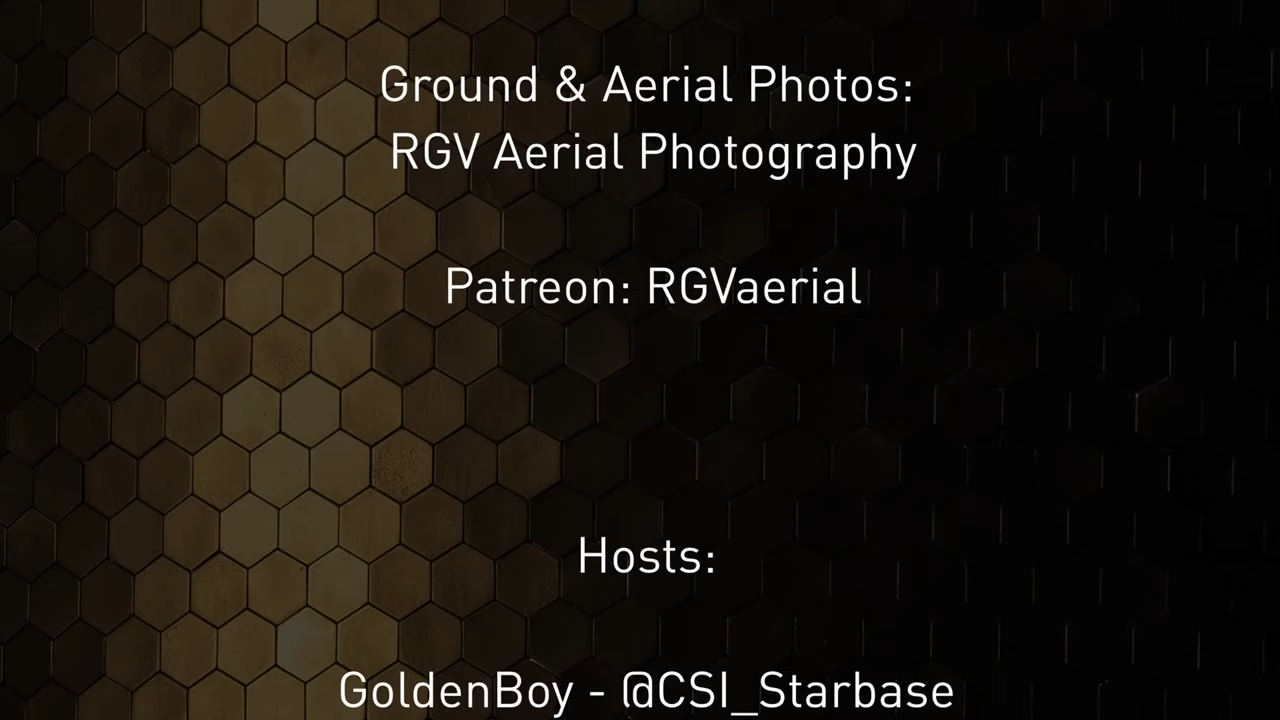 Ground & Aerial Photos:
RGV Aerial Photography
Patreon: RGVaerial
Hosts:
GoldenBoy - @CSI_Starbase